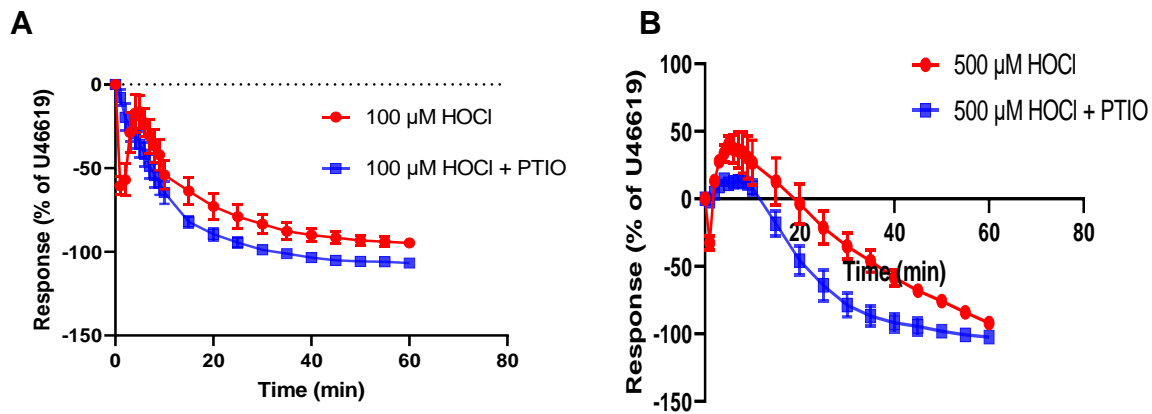 A
Response (% of U46619)
0
-50
-100
-150
0
20
40
60
80
Time (min)
100 µM HOCl
100 µM HOCl + PTIO
B
Response (% of U46619)
100
50
0
-50
-100
-150
20
40
60
80
Time (min)
500 µM HOCl
500 µM HOCl + PTIO